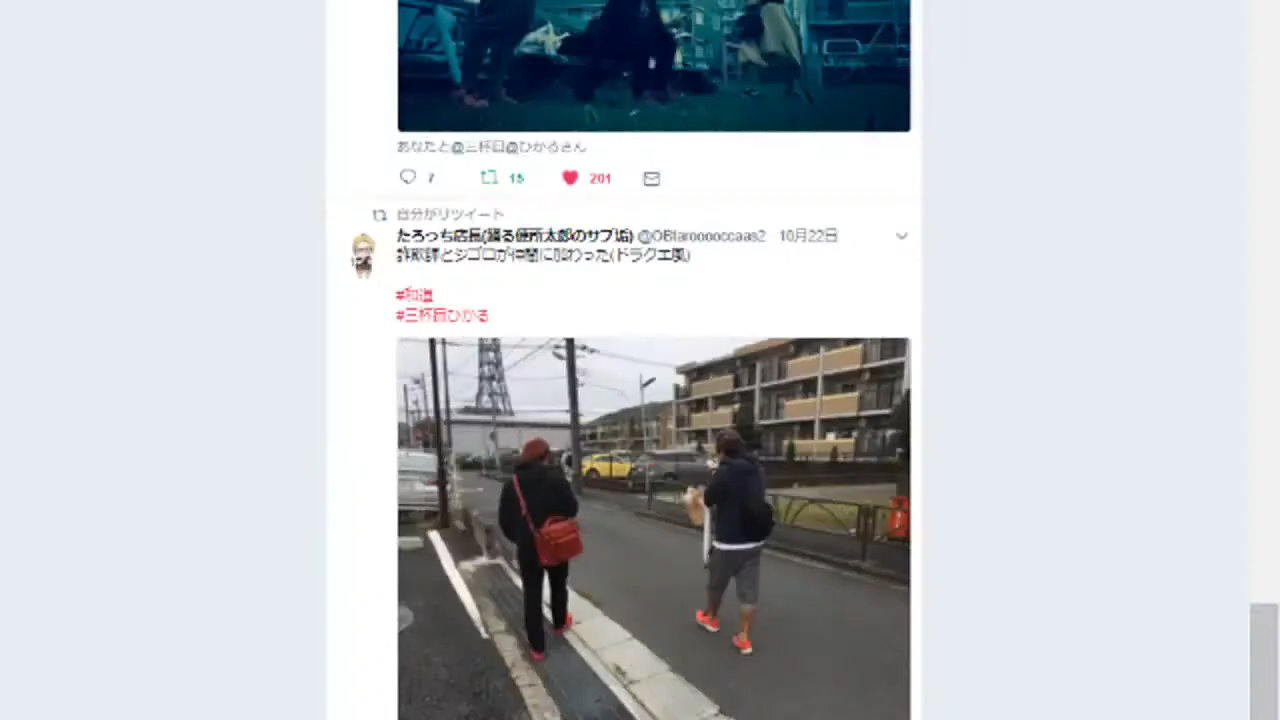 あなたと@三杯目@ひかるさん
7 15 201
自分がリツイート
たろっち店長(踊る便所太郎のサブ垢) 10月22日
詐欺師とジゴロが仲間に加わった(ドラクエ風)
#和道
#三杯目ひかる